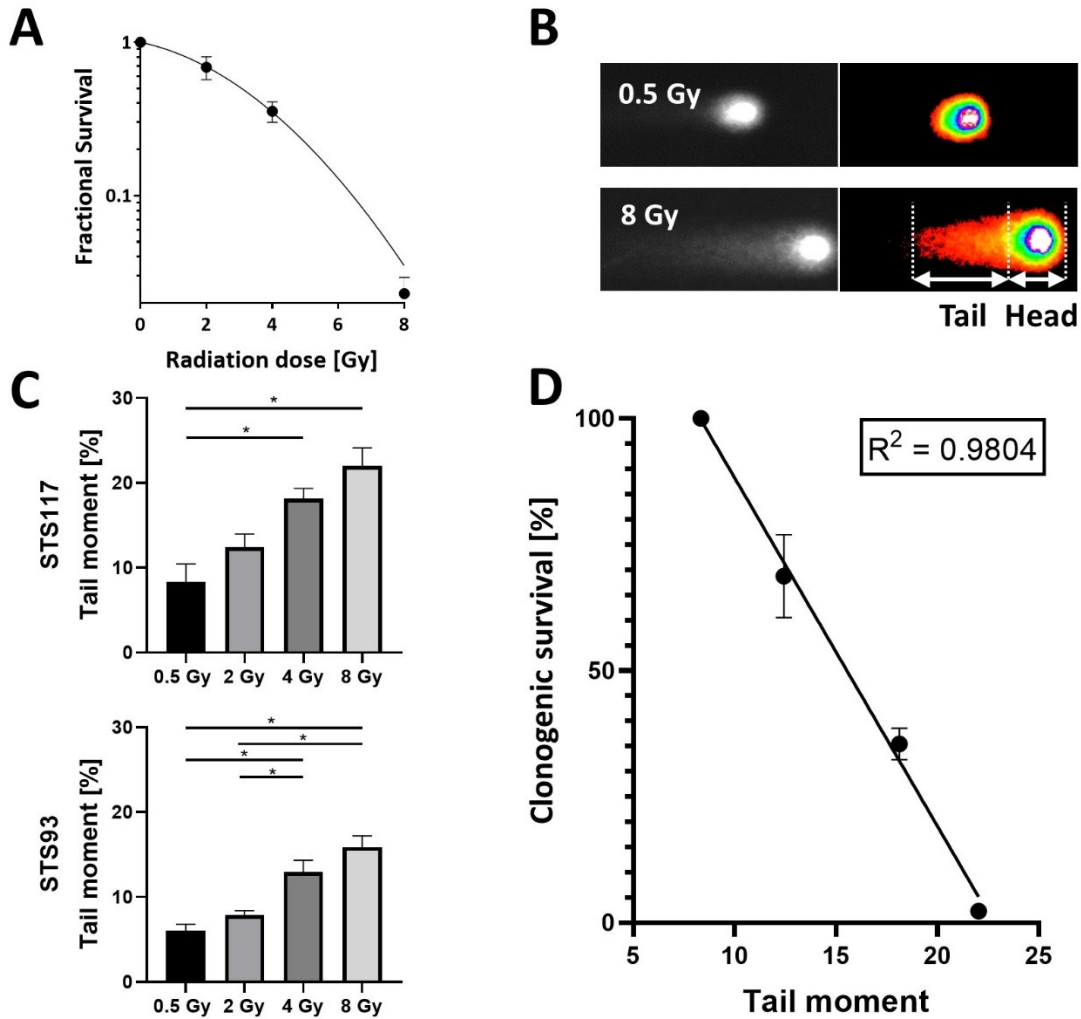 A
Fractional Survival
1
0.1
0 2 4 6 8
Radiation dose [Gy]
B
0.5 Gy
8 Gy
Tail Head
C
STS117
Tail moment [%]
30
20
10
0
* 
*
0.5 Gy 2 Gy 4 Gy 8 Gy
STS93
Tail moment [%]
30
20
10
0
*
*
*
*
0.5 Gy 2 Gy 4 Gy 8 Gy
D
Clonogenic survival [%]
100
50
0
R² = 0.9804
5 10 15 20 25
Tail moment